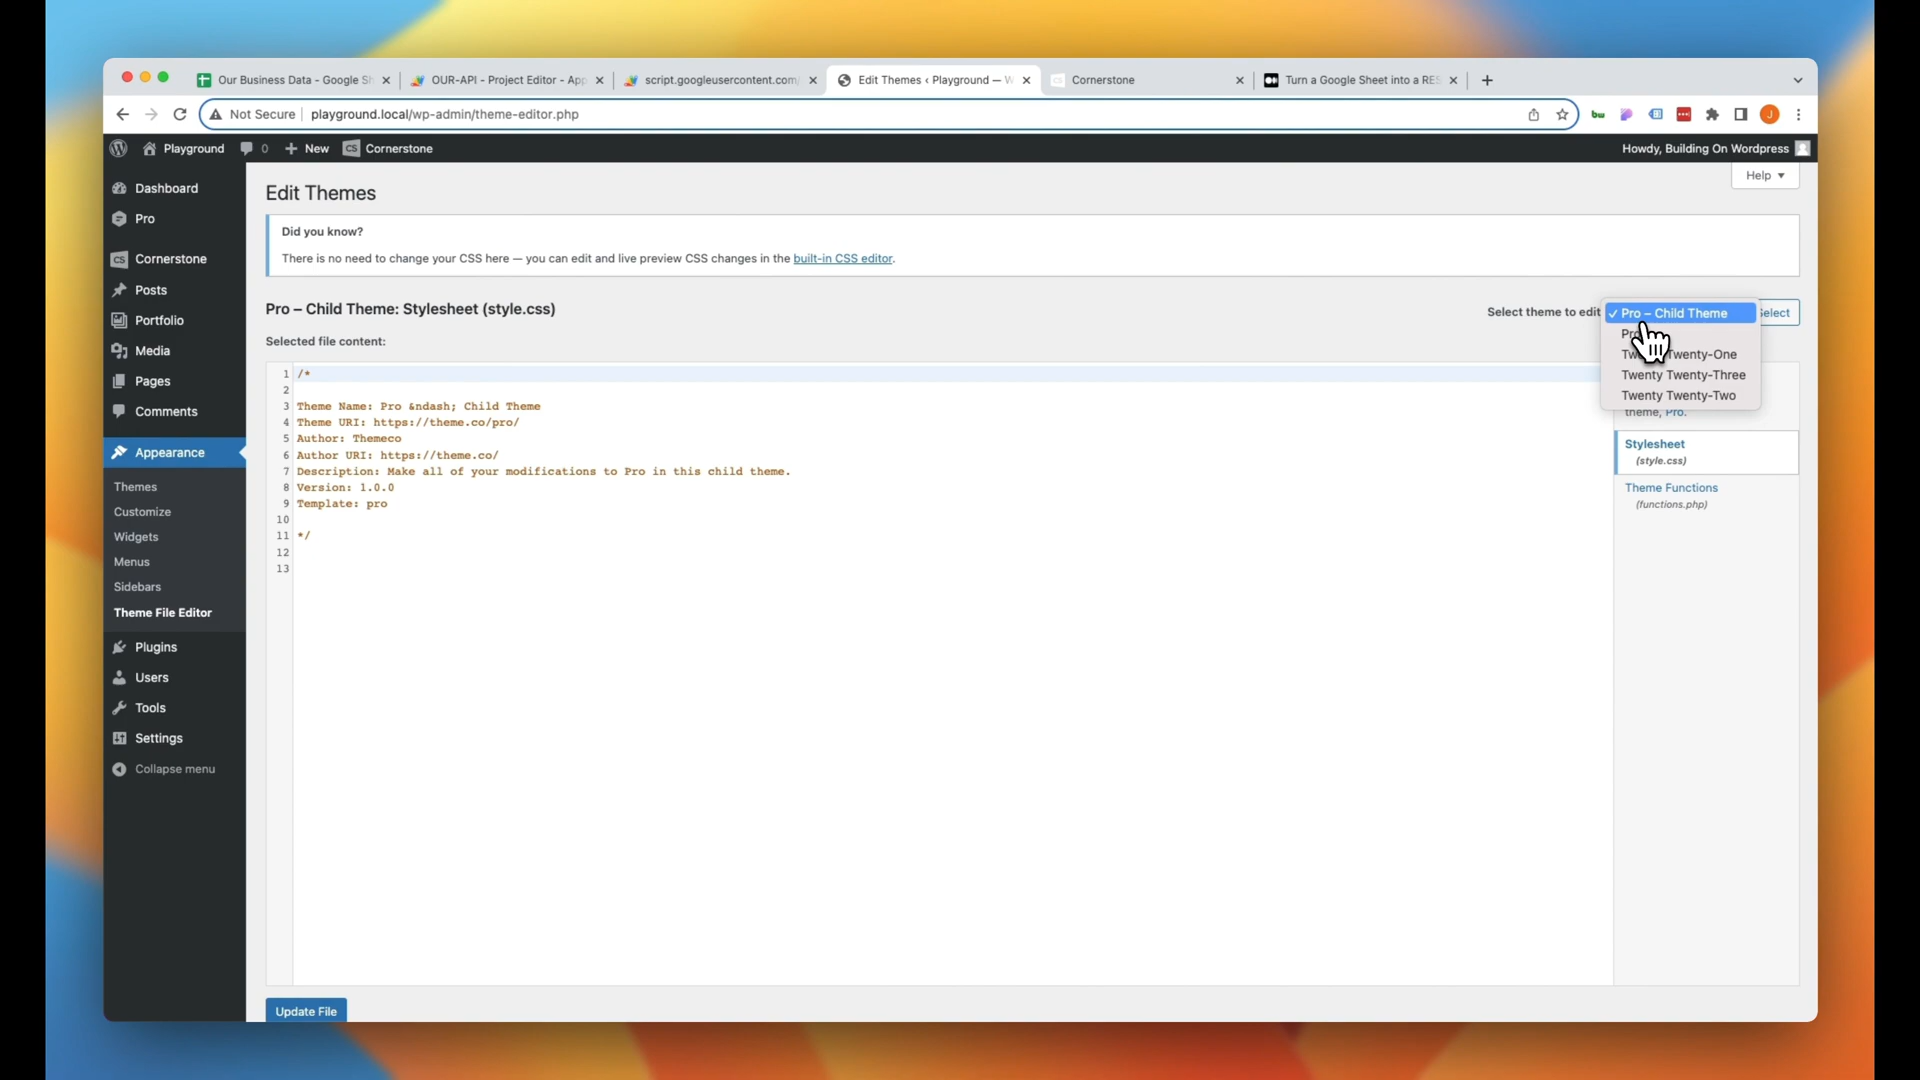 Our Business Data - Google Sh
OUR-API - Project Editor - App
script.googleusercontent.com/
Edit Themes ‹ Playground — W
Cornerstone
Turn a Google Sheet into a RES
Not Secure
playground.local/wp-admin/theme-editor.php
J
Playground
0
New
CS
Cornerstone
Howdy, Building On Wordpress
Dashboard
Pro
CS Cornerstone
Posts
Portfolio
Media
Pages
Comments
Appearance
Themes
Customize
Widgets
Menus
Sidebars
Theme File Editor
Plugins
Users
Tools
Settings
Collapse menu
Help
Edit Themes
Did you know?
There is no need to change your CSS here — you can edit and live preview CSS changes in the built-in CSS editor.
Pro – Child Theme: Stylesheet (style.css)
Select theme to edit
Pro – Child Theme
Twenty-One
Twenty Twenty-Three
Twenty Twenty-Two
Selected file content:
1 /*
2
3 Theme Name: Pro &ndash; Child Theme
4 Theme URI: https://theme.co/pro/
5 Author: Themeco
6 Author URI: https://theme.co/
7 Description: Make all of your modifications to Pro in this child theme.
8 Version: 1.0.0
9 Template: pro
10
11 */
12
13
theme, Pro.
Stylesheet
(style.css)
Theme Functions
(functions.php)
Update File